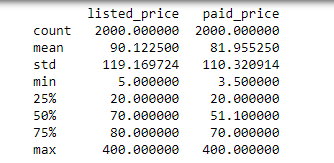 listed_price paid_price
count 2000.000000 2000.000000
mean 90.122500 81.955250
std 119.169724 110.320914
min 5.000000 3.500000
25% 20.000000 20.000000
50% 70.000000 51.100000
75% 80.000000 70.000000
max 400.000000 400.000000